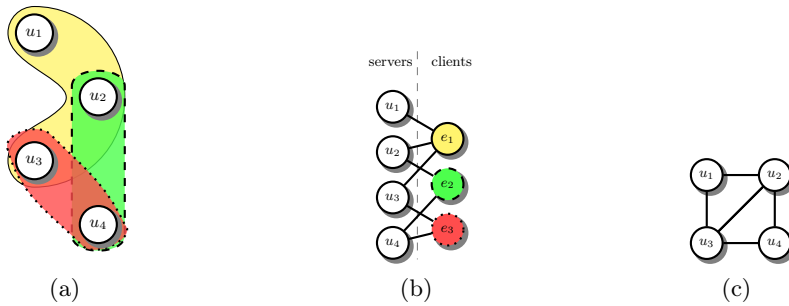 u1
u2
u3
u4
(a)
servers clients
u1
e1
u2
e2
u3
e3
u4
(b)
u1 u2
u3 u4
(c)